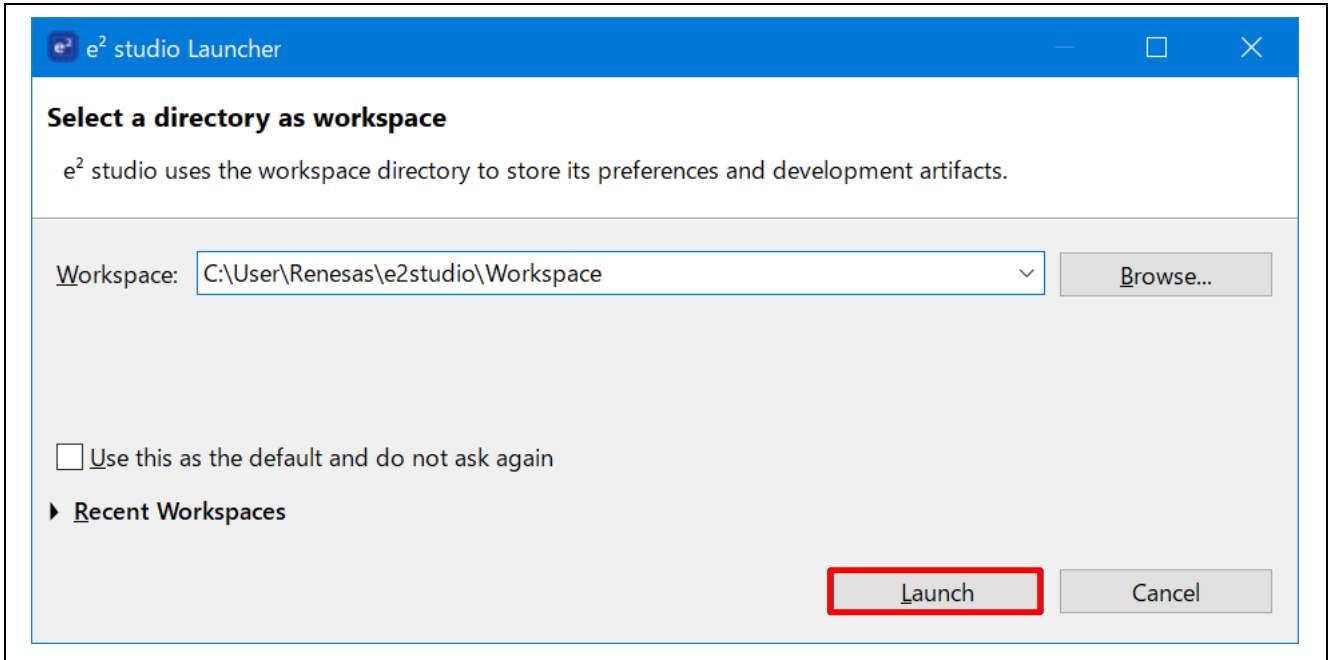 e² e² studio Launcher
Select a directory as workspace
e² studio uses the workspace directory to store its preferences and development artifacts.
Workspace: C:\User\Renesas\e2studio\Workspace Browse...
Use this as the default and do not ask again
Recent Workspaces
Launch Cancel